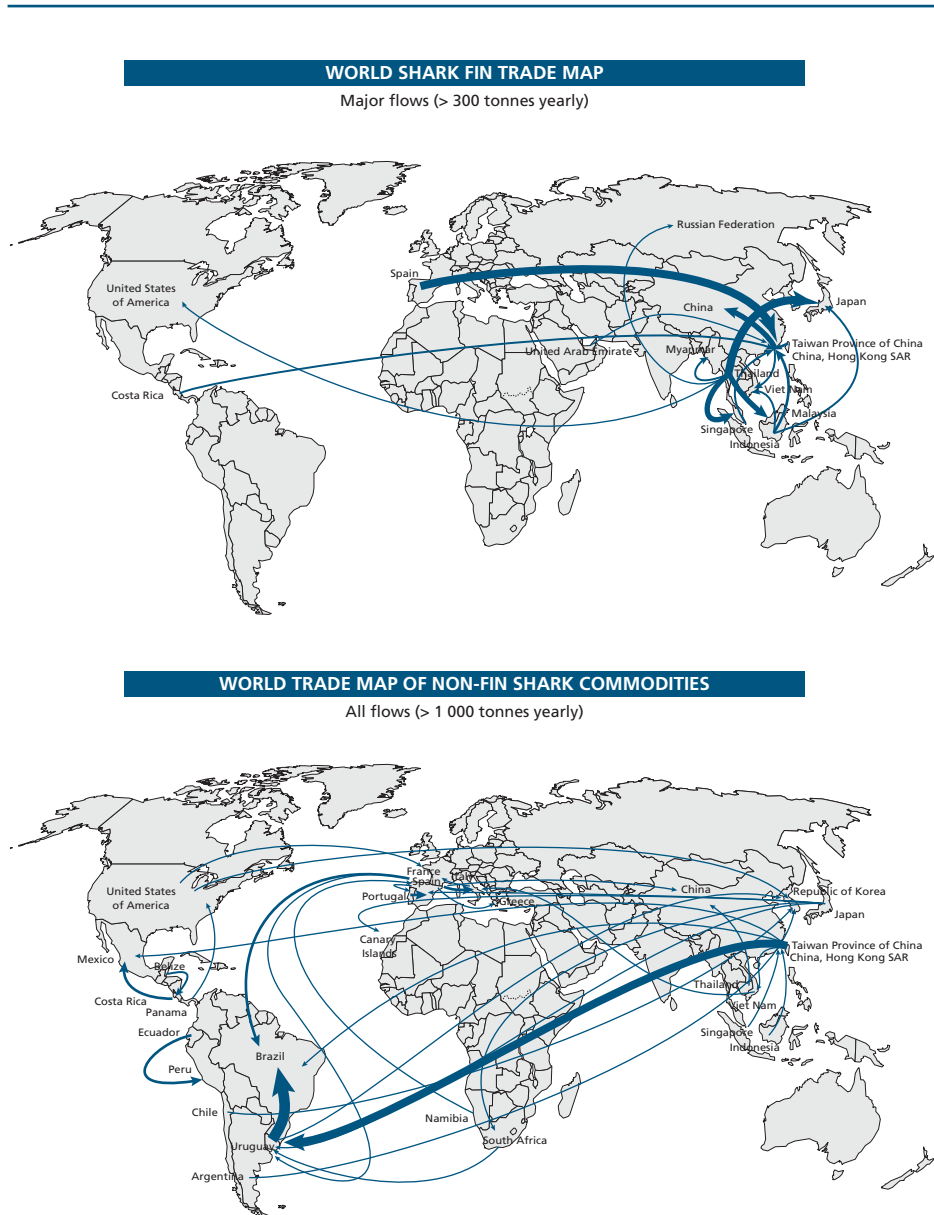 WORLD SHARK FIN TRADE MAP
Major flows (> 300 tonnes yearly)
Russian Federation
Spain
United States
of America
China
Japan
Taiwan Province of China
United Arab Emirate
Myanmar
China, Hong Kong SAR
Thailand
Costa Rica
Viet Nam
Malaysia
Singapore
Indonesia
WORLD TRADE MAP OF NON-FIN SHARK COMMODITIES
All flows (> 1 000 tonnes yearly)
France
Spain
Italy
United States
of America
China
Republic of Korea
Portugal
Greece
Japan
Canary
Islands
Taiwan Province of China
Mexico
Belize
China, Hong Kong SAR
Thailand
Costa Rica
Panama
Viet Nam
Ecuador
Singapore
Indonesia
Brazil
Peru
Chile
Namibia
Uruguay
South Africa
Argentina